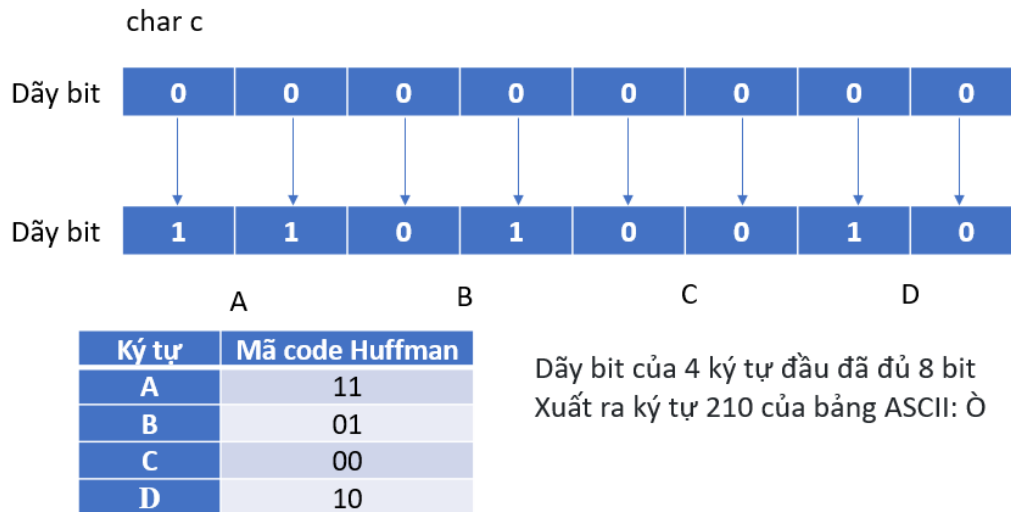 char c
Dãy bit 0 0 0 0 0 0 0 0
Dãy bit 1 1 0 1 0 0 1 0
A B C D
Ký tự Mã code Huffman
A 11
B 01
C 00
D 10
Dãy bit của 4 ký tự đầu đã đủ 8 bit
Xuất ra ký tự 210 của bảng ASCII: Ò